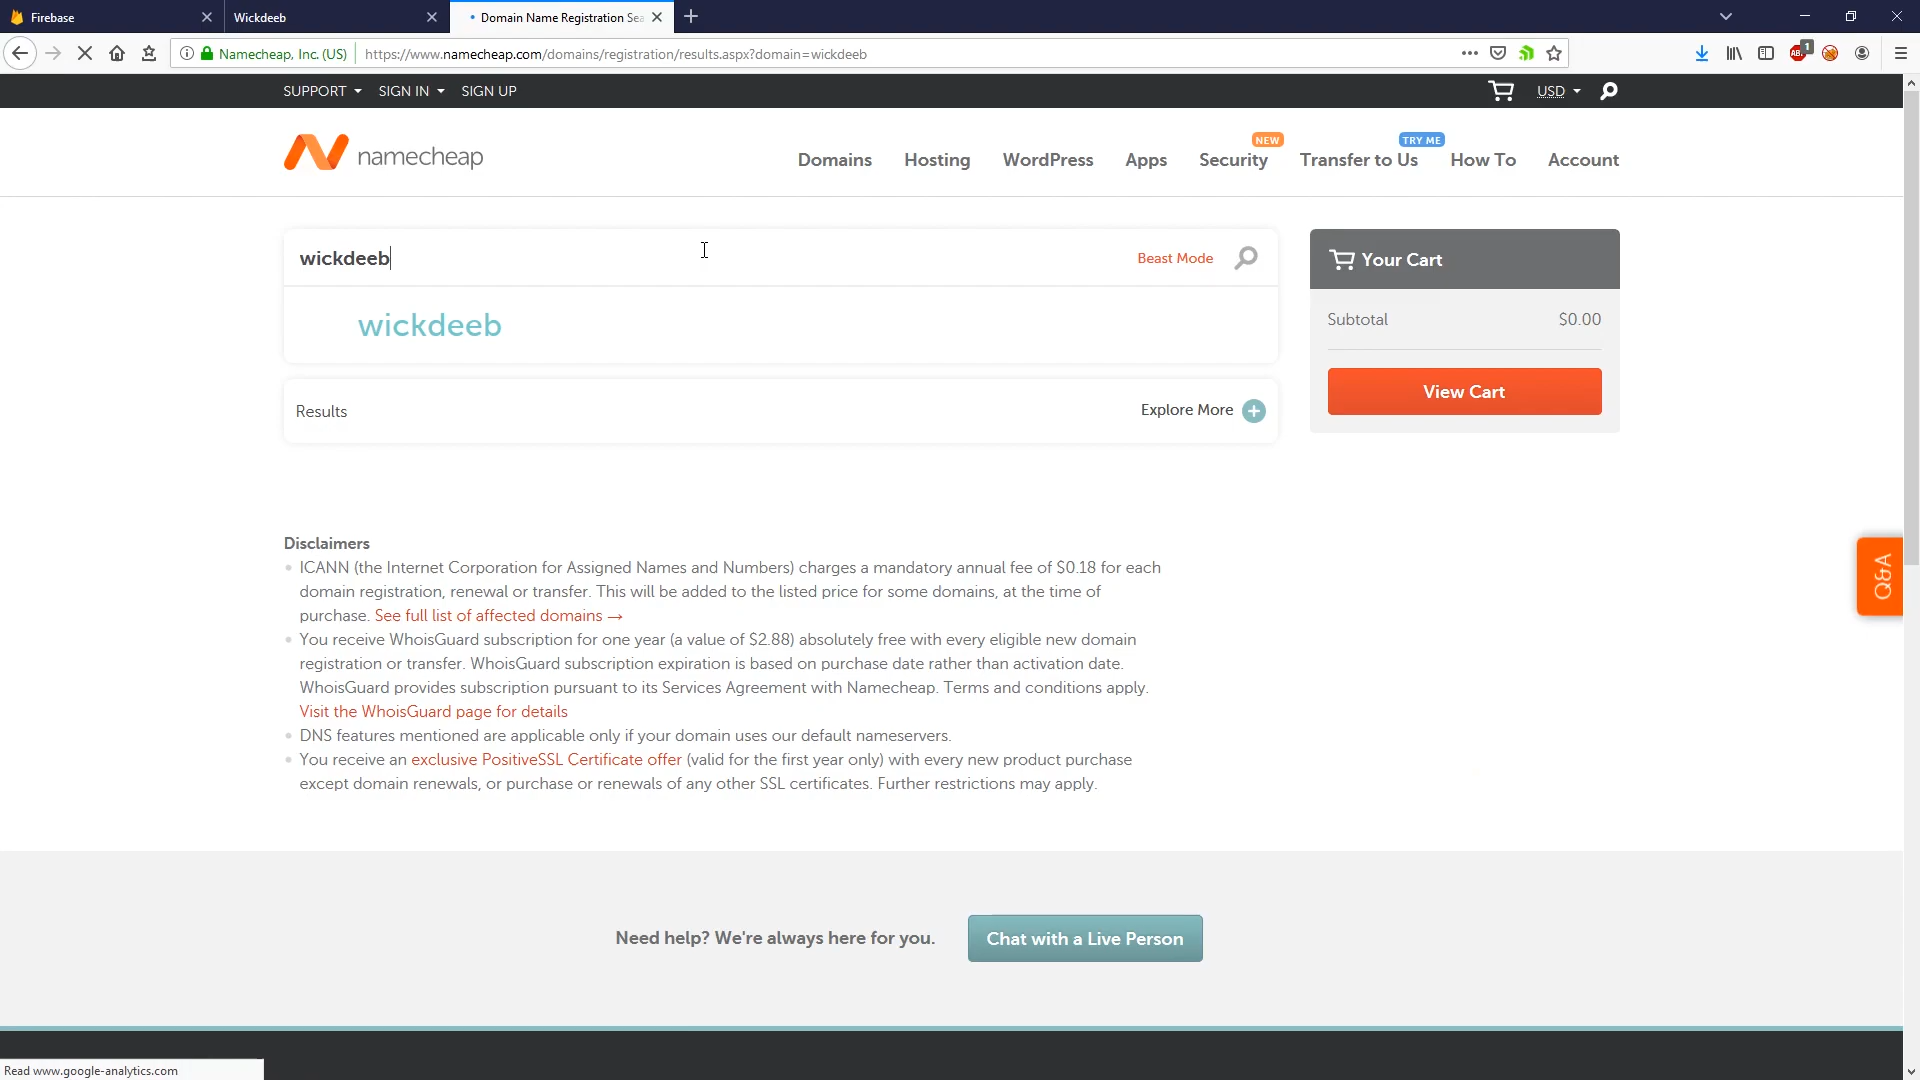 Firebase
Wickdeeb
Domain Name Registration Sea
Namecheap, Inc. (US)
https://www.namecheap.com/domains/registration/results.aspx?domain=wickdeeb
1
SUPPORT
SIGN IN
SIGN UP
USD
namecheap
Domains
Hosting
WordPress
Apps
NEW
Security
TRY ME
Transfer to Us
How To
Account
wickdeeb
Beast Mode
wickdeeb
Results
Explore More
Your Cart
Subtotal
$0.00
View Cart
Disclaimers
ICANN (the Internet Corporation for Assigned Names and Numbers) charges a mandatory annual fee of $0.18 for each
domain registration, renewal or transfer. This will be added to the listed price for some domains, at the time of
purchase. See full list of affected domains →
You receive WhoisGuard subscription for one year (a value of $2.88) absolutely free with every eligible new domain
registration or transfer. WhoisGuard subscription expiration is based on purchase date rather than activation date.
WhoisGuard provides subscription pursuant to its Services Agreement with Namecheap. Terms and conditions apply.
Visit the WhoisGuard page for details
DNS features mentioned are applicable only if your domain uses our default nameservers.
You receive an exclusive PositiveSSL Certificate offer (valid for the first year only) with every new product purchase
except domain renewals, or purchase or renewals of any other SSL certificates. Further restrictions may apply.
Q&A
Need help? We're always here for you.
Chat with a Live Person
Read www.google-analytics.com